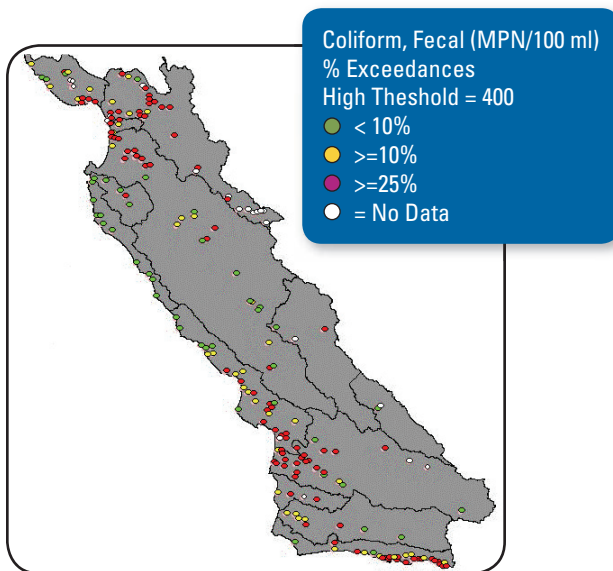 Coliform, Fecal (MPN/100 ml)
% Exceedances
High Theshold = 400
< 10%
>=10%
>=25%
= No Data